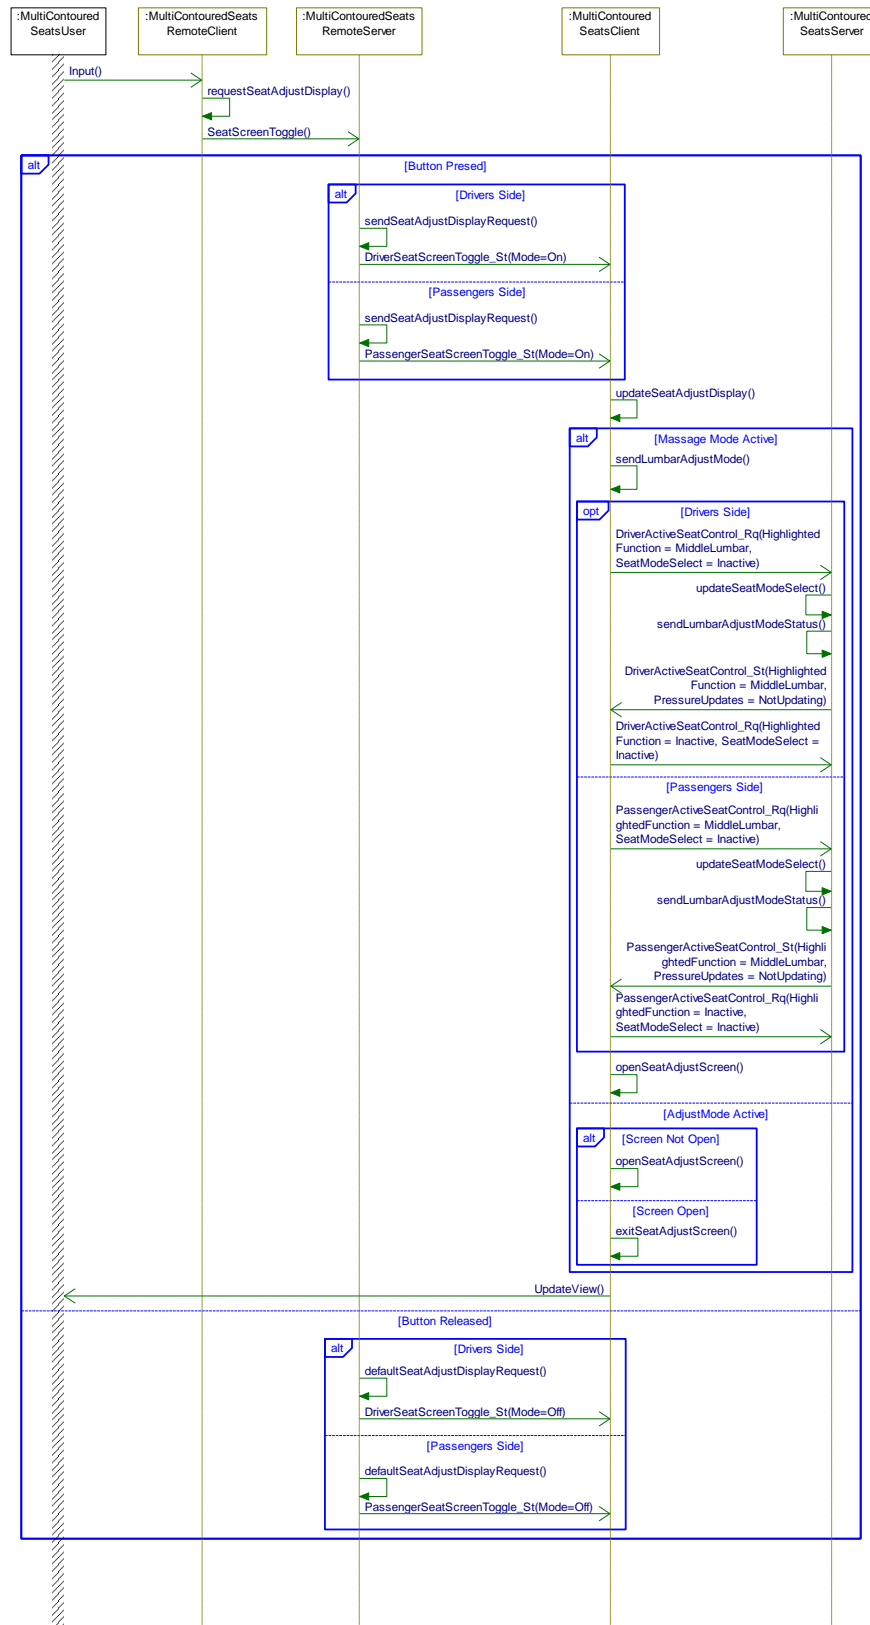 :MultiContoured
SeatsUser
:MultiContouredSeats
RemoteClient
:MultiContouredSeats
RemoteServer
:MultiContoured
SeatsClient
:MultiContoured
SeatsServer
Input()
requestSeatAdjustDisplay()
SeatScreenToggle()
alt
[Button Presed]
alt
[Drivers Side]
sendSeatAdjustDisplayRequest()
DriverSeatScreenToggle_St(Mode=On)
[Passengers Side]
sendSeatAdjustDisplayRequest()
PassengerSeatScreenToggle_St(Mode=On)
updateSeatAdjustDisplay()
alt
[Massage Mode Active]
sendLumbarAdjustMode()
opt
[Drivers Side]
DriverActiveSeatControl_Rq(Highlighted
Function = MiddleLumbar,
SeatModeSelect = Inactive)
updateSeatModeSelect()
sendLumbarAdjustModeStatus()
DriverActiveSeatControl_St(Highlighted
Function = MiddleLumbar,
PressureUpdates = NotUpdating)
DriverActiveSeatControl_Rq(Highlighted
Function = Inactive, SeatModeSelect =
Inactive)
[Passengers Side]
PassengerActiveSeatControl_Rq(Highli
ghtedFunction = MiddleLumbar,
SeatModeSelect = Inactive)
updateSeatModeSelect()
sendLumbarAdjustModeStatus()
PassengerActiveSeatControl_St(Highli
ghtedFunction = MiddleLumbar,
PressureUpdates = NotUpdating)
PassengerActiveSeatControl_Rq(Highli
ghtedFunction = Inactive,
SeatModeSelect = Inactive)
openSeatAdjustScreen()
[AdjustMode Active]
alt
[Screen Not Open]
openSeatAdjustScreen()
[Screen Open]
exitSeatAdjustScreen()
UpdateView()
[Button Released]
alt
[Drivers Side]
defaultSeatAdjustDisplayRequest()
DriverSeatScreenToggle_St(Mode=Off)
[Passengers Side]
defaultSeatAdjustDisplayRequest()
PassengerSeatScreenToggle_St(Mode=Off)